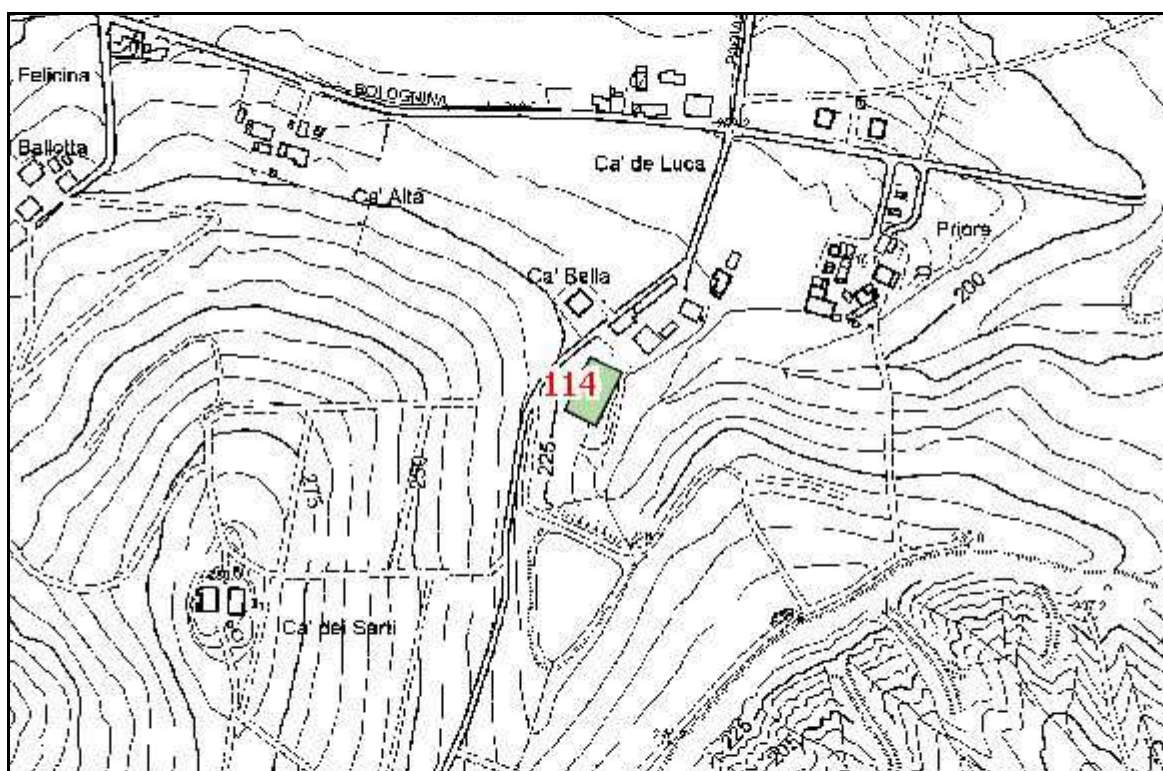 Felicina
BOLOGNINA
Ballotta
Ca' de Luca
Ca' Alta
Priore
Ca' Bella
200
114
225
250
275
Ca' dei Sarti
225